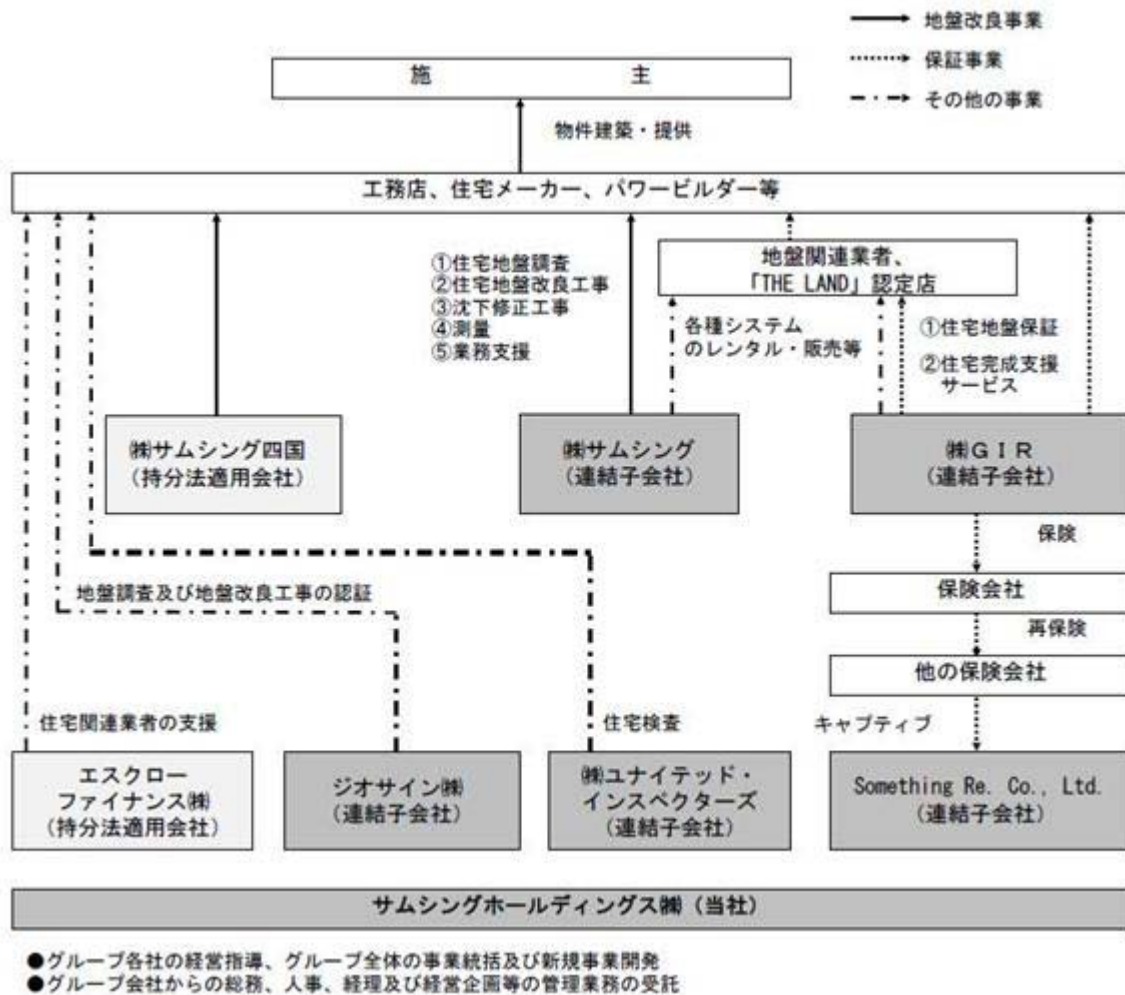 地盤改良事業
保証事業
その他の事業
施主
物件建築・提供
工務店、住宅メーカー、パワービルダー等
①住宅地盤調査
②住宅地盤改良工事
③沈下修正工事
④測量
⑤業務支援
地盤関連業者、
「THE LAND」認定店
各種システム
のレンタル・販売等
①住宅地盤保証
②住宅完成支援
サービス
㈱サムシング四国
(持分法適用会社)
㈱サムシング
(連結子会社)
㈱GIR
(連結子会社)
保険
保険会社
再保険
他の保険会社
キャプティブ
地盤調査及び地盤改良工事の認証
住宅関連業者の支援
住宅検査
エスクロー
ファイナンス㈱
(持分法適用会社)
ジオサイン㈱
(連結子会社)
㈱ユナイテッド・
インスペクターズ
(連結子会社)
Something Re. Co., Ltd.
(連結子会社)
サムシングホールディングス㈱(当社)
●グループ各社の経営指導、グループ全体の事業統括及び新規事業開発
●グループ会社からの総務、人事、経理及び経営企画等の管理業務の受託